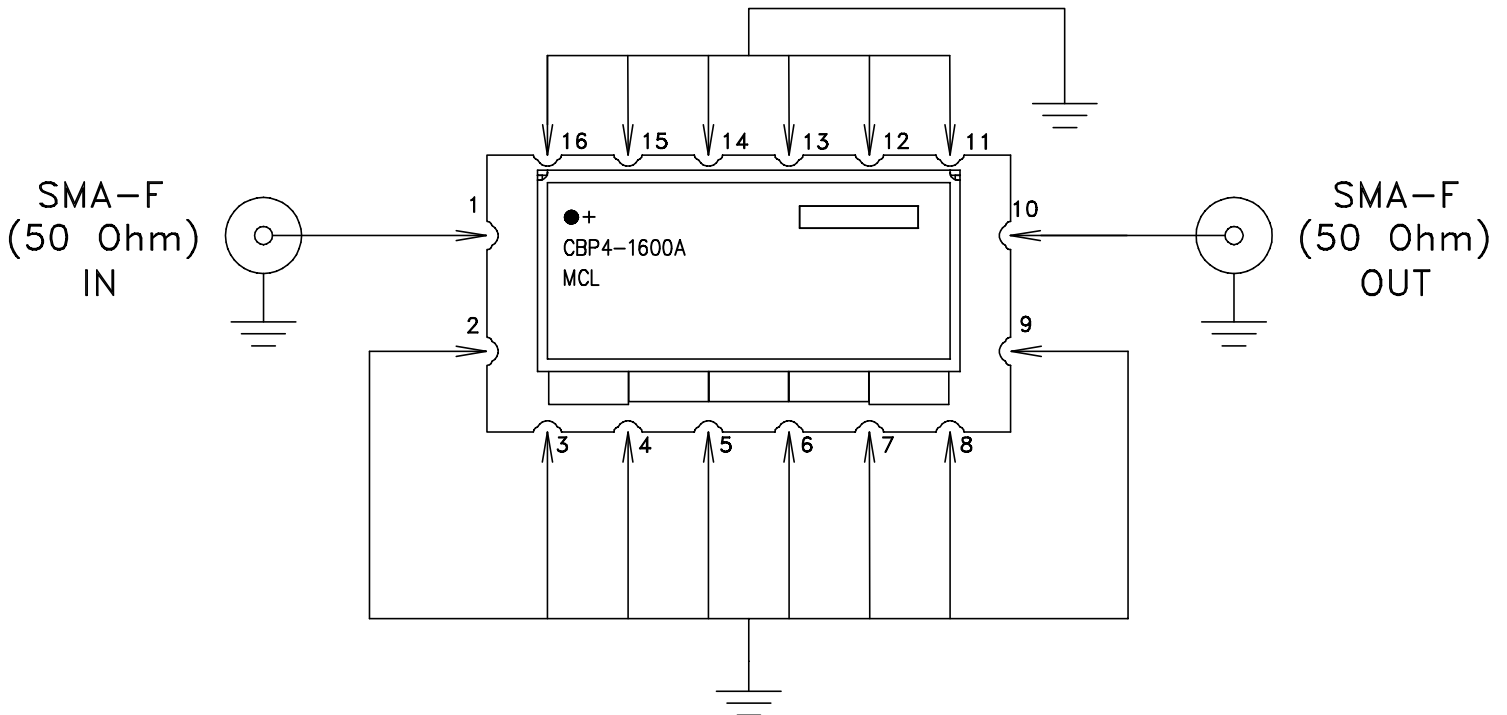 16 15 14 13 12 11
SMA-F
(50 Ohm)
IN
1
10
SMA-F
(50 Ohm)
OUT
+
CBP4-1600A
MCL
2
9
3 4 5 6 7 8